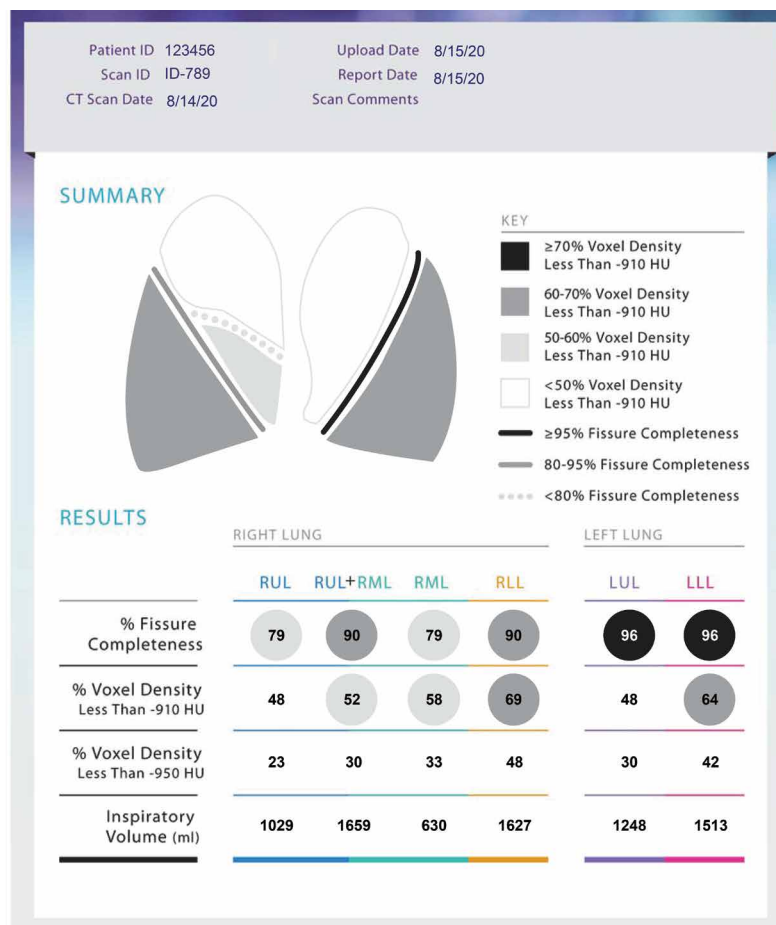 Patient ID 123456
Upload Date 8/15/20
Scan ID ID-789
Report Date 8/15/20
CT Scan Date 8/14/20
Scan Comments
SUMMARY
KEY
≥70% Voxel Density
Less Than -910 HU
60-70% Voxel Density
Less Than -910 HU
50-60% Voxel Density
Less Than -910 HU
<50% Voxel Density
Less Than -910 HU
≥95% Fissure Completeness
80-95% Fissure Completeness
<80% Fissure Completeness
RESULTS
RIGHT LUNG LEFT LUNG
RUL RUL+RML RML RLL LUL LLL
% Fissure
Completeness
79 90 79 90 96 96
% Voxel Density
Less Than -910 HU
48 52 58 69 48 64
% Voxel Density
Less Than -950 HU
23 30 33 48 30 42
Inspiratory
Volume (ml)
1029 1659 630 1627 1248 1513